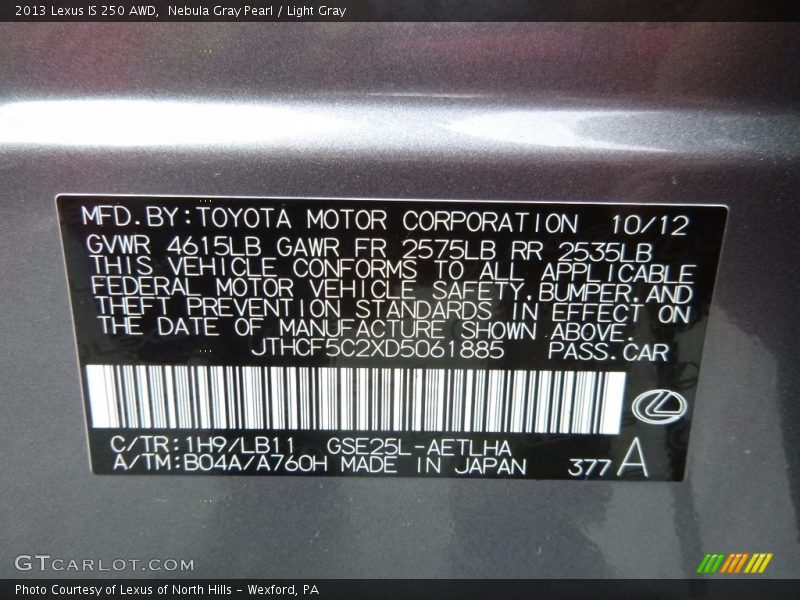 2013 Lexus IS 250 AWD, Nebula Gray Pearl / Light Gray
MFD.BY:TOYOTA MOTOR CORPORATION 10/12
GVWR 4615LB GAWR FR 2575LB RR 2535LB
THIS VEHICLE CONFORMS TO ALL APPLICABLE
FEDERAL MOTOR VEHICLE SAFETY,BUMPER,AND
THEFT PREVENTION STANDARDS IN EFFECT ON
THE DATE OF MANUFACTURE SHOWN ABOVE.
JTHCF5C2XD5061885 PASS.CAR
C/TR:1H9/LB11 GSE25L-AETLHA
A/TM:B04A/A760H MADE IN JAPAN 377 A
GTCARLOT.COM
Photo Courtesy of Lexus of North Hills - Wexford, PA